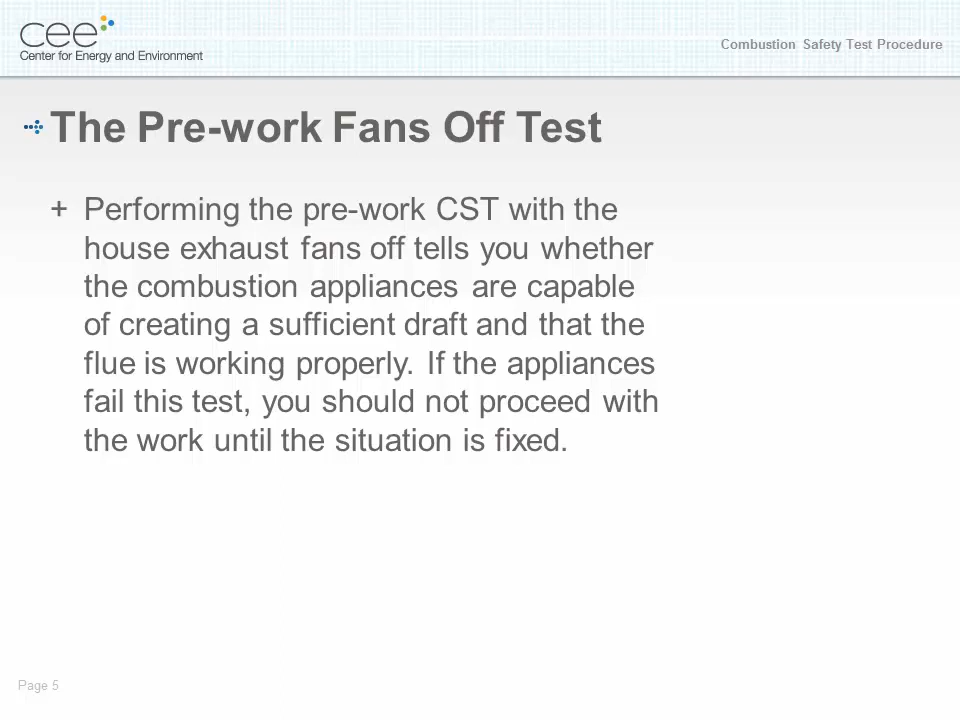 cee
Center for Energy and Environment
Combustion Safety Test Procedure
The Pre-work Fans Off Test
+ Performing the pre-work CST with the
house exhaust fans off tells you whether
the combustion appliances are capable
of creating a sufficient draft and that the
flue is working properly. If the appliances
fail this test, you should not proceed with
the work until the situation is fixed.
Page 5